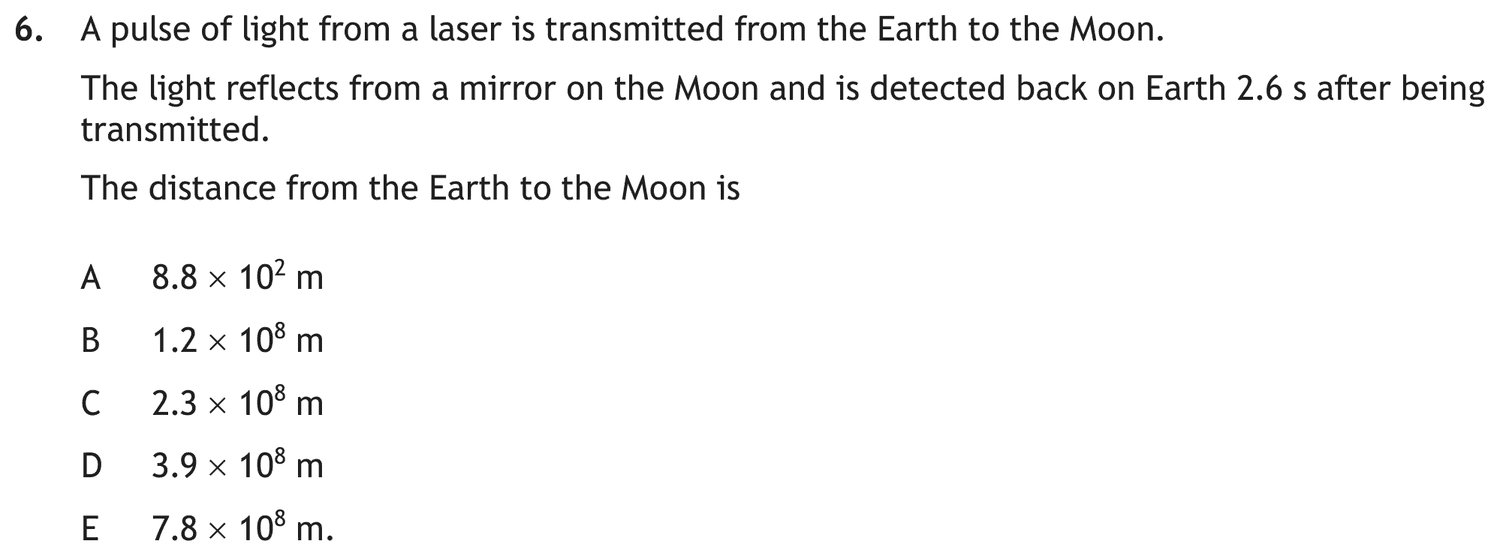 6. A pulse of light from a laser is transmitted from the Earth to the Moon.
The light reflects from a mirror on the Moon and is detected back on Earth 2.6 s after being
transmitted.
The distance from the Earth to the Moon is
A 8.8 × 10² m
B 1.2 × 10⁸ m
C 2.3 × 10⁸ m
D 3.9 × 10⁸ m
E 7.8 × 10⁸ m.